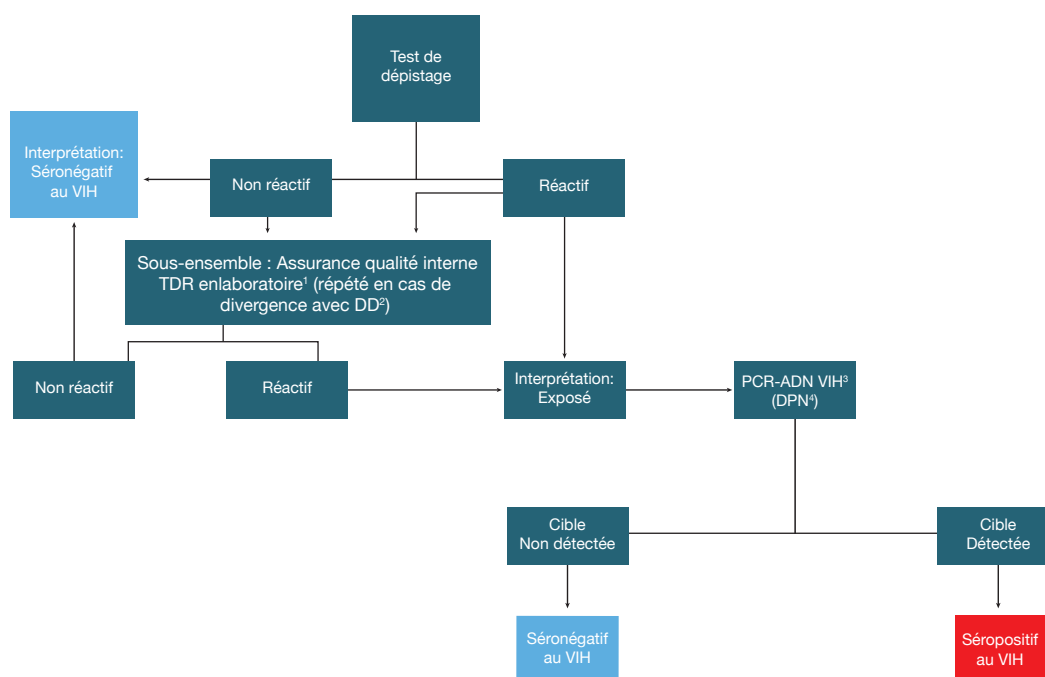 Test de
dépistage
Interprétation:
Séronégatif
au VIH
Non réactif
Réactif
Sous-ensemble : Assurance qualité interne
TDR enlaboratoire¹ (répété en cas de
divergence avec DD²)
Non réactif
Réactif
Interprétation:
Exposé
PCR-ADN VIH³
(DPN⁴)
Cible
Non détectée
Cible
Détectée
Séronégatif
au VIH
Séropositif
au VIH